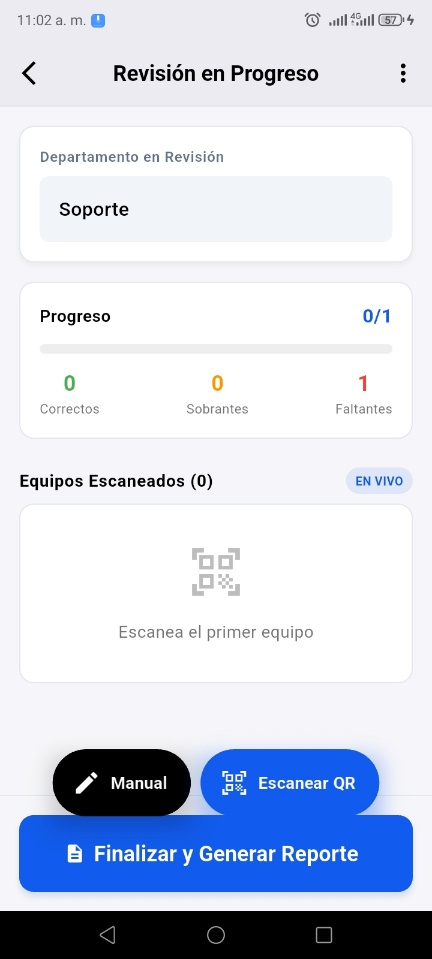 11:02 a. m.
4G
57
Revisión en Progreso
Departamento en Revisión
Soporte
Progreso
0/1
0
0
1
Correctos
Sobrantes
Faltantes
Equipos Escaneados (0)
EN VIVO
Escanea el primer equipo
Manual
Escanear QR
Finalizar y Generar Reporte